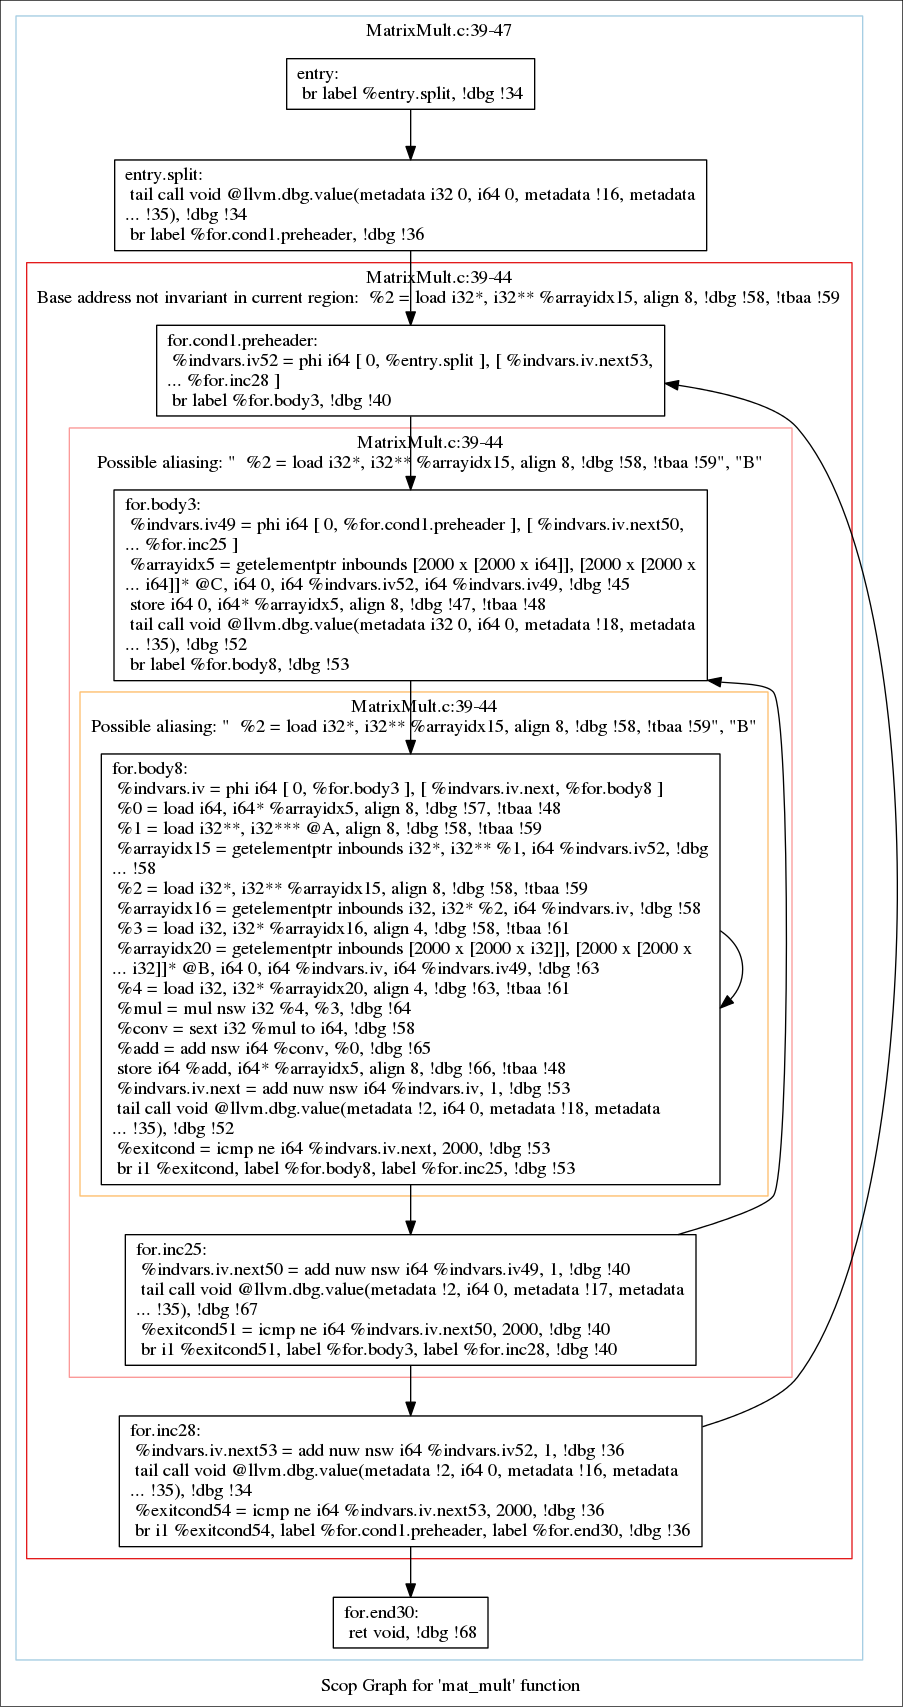 MatrixMult.c:39-47
entry:
br label %entry.split, !dbg !34
entry.split:
tail call void @llvm.dbg.value(metadata i32 0, i64 0, metadata !16, metadata
... !35), !dbg !34
br label %for.cond1.preheader, !dbg !36
MatrixMult.c:39-44
Base address not invariant in current region:  %2 = load i32*, i32** %arrayidx15, align 8, !dbg !58, !tbaa !59
for.cond1.preheader:
%indvars.iv52 = phi i64 [ 0, %entry.split ], [ %indvars.iv.next53,
... %for.inc28 ]
br label %for.body3, !dbg !40
MatrixMult.c:39-44
Possible aliasing: "  %2 = load i32*, i32** %arrayidx15, align 8, !dbg !58, !tbaa !59", "B"
for.body3:
%indvars.iv49 = phi i64 [ 0, %for.cond1.preheader ], [ %indvars.iv.next50,
... %for.inc25 ]
%arrayidx5 = getelementptr inbounds [2000 x [2000 x i64]], [2000 x [2000 x
... i64]]* @C, i64 0, i64 %indvars.iv52, i64 %indvars.iv49, !dbg !45
store i64 0, i64* %arrayidx5, align 8, !dbg !47, !tbaa !48
tail call void @llvm.dbg.value(metadata i32 0, i64 0, metadata !18, metadata
... !35), !dbg !52
br label %for.body8, !dbg !53
MatrixMult.c:39-44
Possible aliasing: "  %2 = load i32*, i32** %arrayidx15, align 8, !dbg !58, !tbaa !59", "B"
for.body8:
%indvars.iv = phi i64 [ 0, %for.body3 ], [ %indvars.iv.next, %for.body8 ]
%0 = load i64, i64* %arrayidx5, align 8, !dbg !57, !tbaa !48
%1 = load i32**, i32*** @A, align 8, !dbg !58, !tbaa !59
%arrayidx15 = getelementptr inbounds i32*, i32** %1, i64 %indvars.iv52, !dbg
... !58
%2 = load i32*, i32** %arrayidx15, align 8, !dbg !58, !tbaa !59
%arrayidx16 = getelementptr inbounds i32, i32* %2, i64 %indvars.iv, !dbg !58
%3 = load i32, i32* %arrayidx16, align 4, !dbg !58, !tbaa !61
%arrayidx20 = getelementptr inbounds [2000 x [2000 x i32]], [2000 x [2000 x
... i32]]* @B, i64 0, i64 %indvars.iv, i64 %indvars.iv49, !dbg !63
%4 = load i32, i32* %arrayidx20, align 4, !dbg !63, !tbaa !61
%mul = mul nsw i32 %4, %3, !dbg !64
%conv = sext i32 %mul to i64, !dbg !58
%add = add nsw i64 %conv, %0, !dbg !65
store i64 %add, i64* %arrayidx5, align 8, !dbg !66, !tbaa !48
%indvars.iv.next = add nuw nsw i64 %indvars.iv, 1, !dbg !53
tail call void @llvm.dbg.value(metadata !2, i64 0, metadata !18, metadata
... !35), !dbg !52
%exitcond = icmp ne i64 %indvars.iv.next, 2000, !dbg !53
br i1 %exitcond, label %for.body8, label %for.inc25, !dbg !53
for.inc25:
%indvars.iv.next50 = add nuw nsw i64 %indvars.iv49, 1, !dbg !40
tail call void @llvm.dbg.value(metadata !2, i64 0, metadata !17, metadata
... !35), !dbg !67
%exitcond51 = icmp ne i64 %indvars.iv.next50, 2000, !dbg !40
br i1 %exitcond51, label %for.body3, label %for.inc28, !dbg !40
for.inc28:
%indvars.iv.next53 = add nuw nsw i64 %indvars.iv52, 1, !dbg !36
tail call void @llvm.dbg.value(metadata !2, i64 0, metadata !16, metadata
... !35), !dbg !34
%exitcond54 = icmp ne i64 %indvars.iv.next53, 2000, !dbg !36
br i1 %exitcond54, label %for.cond1.preheader, label %for.end30, !dbg !36
for.end30:
ret void, !dbg !68
Scop Graph for 'mat_mult' function